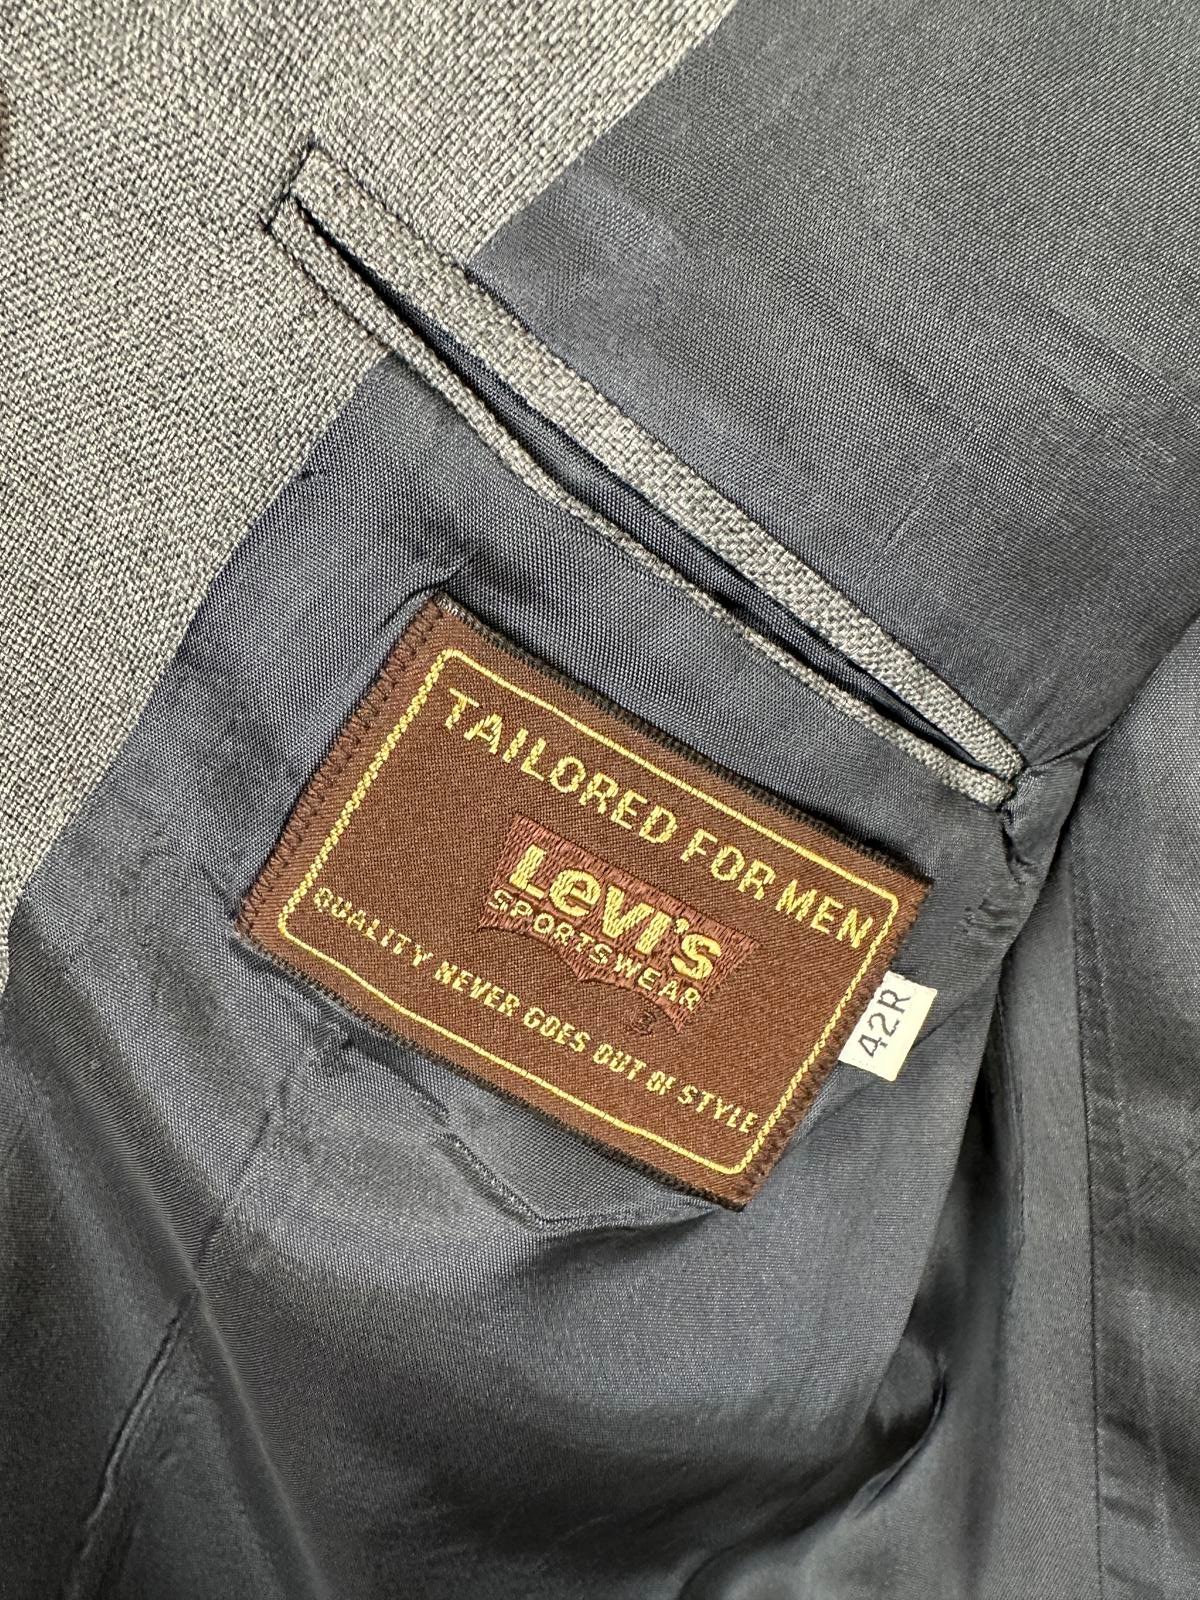 TAILORED FOR MEN
Levi's
SPORTSWEAR
QUALITY NEVER GOES OUT OF STYLE
42R